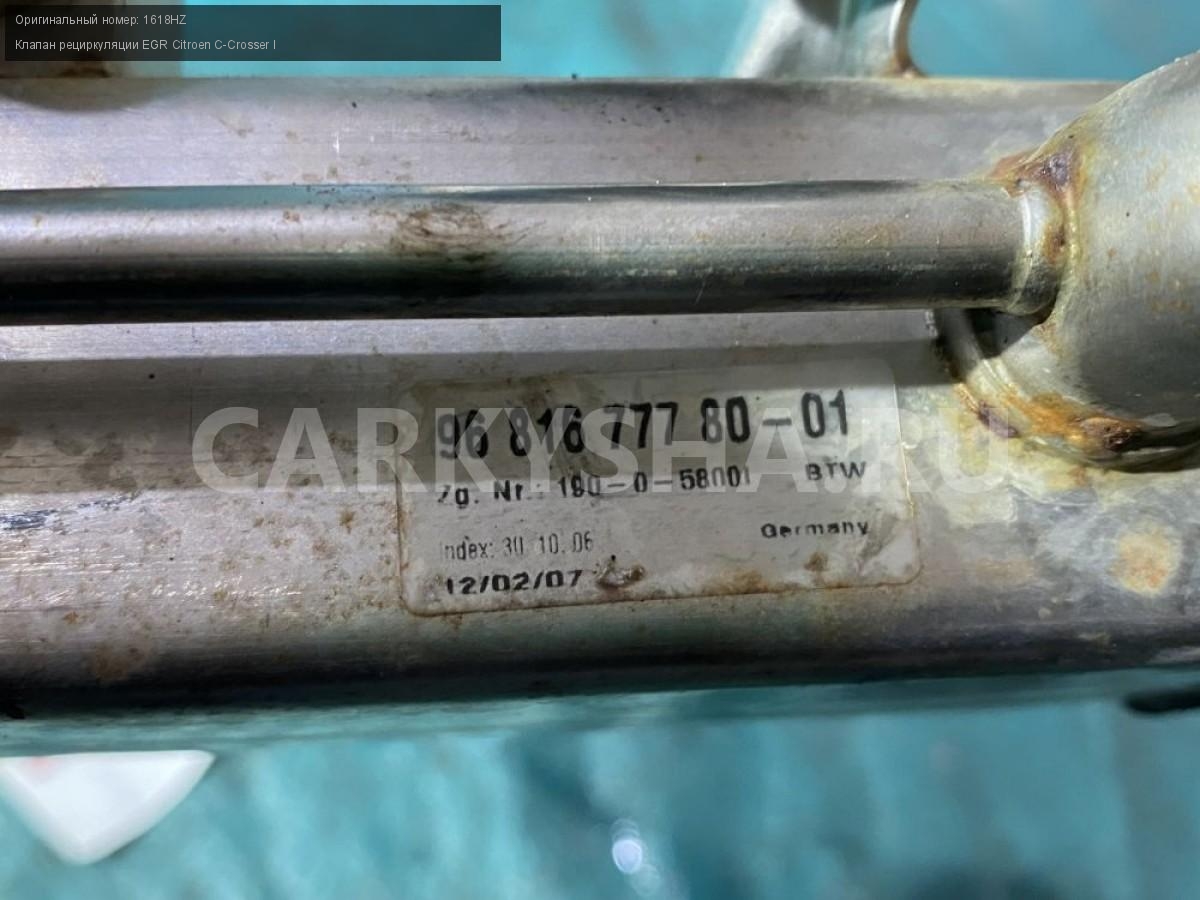 Оригинальный номер: 1618HZ
Клапан рециркуляции EGR Citroen C-Crosser I
96 816 777 80-01
CARKYSHA.RU
Zg. Nr.: 190-0-58001 BTW
Germany
Index: 30.10.06
12/02/07